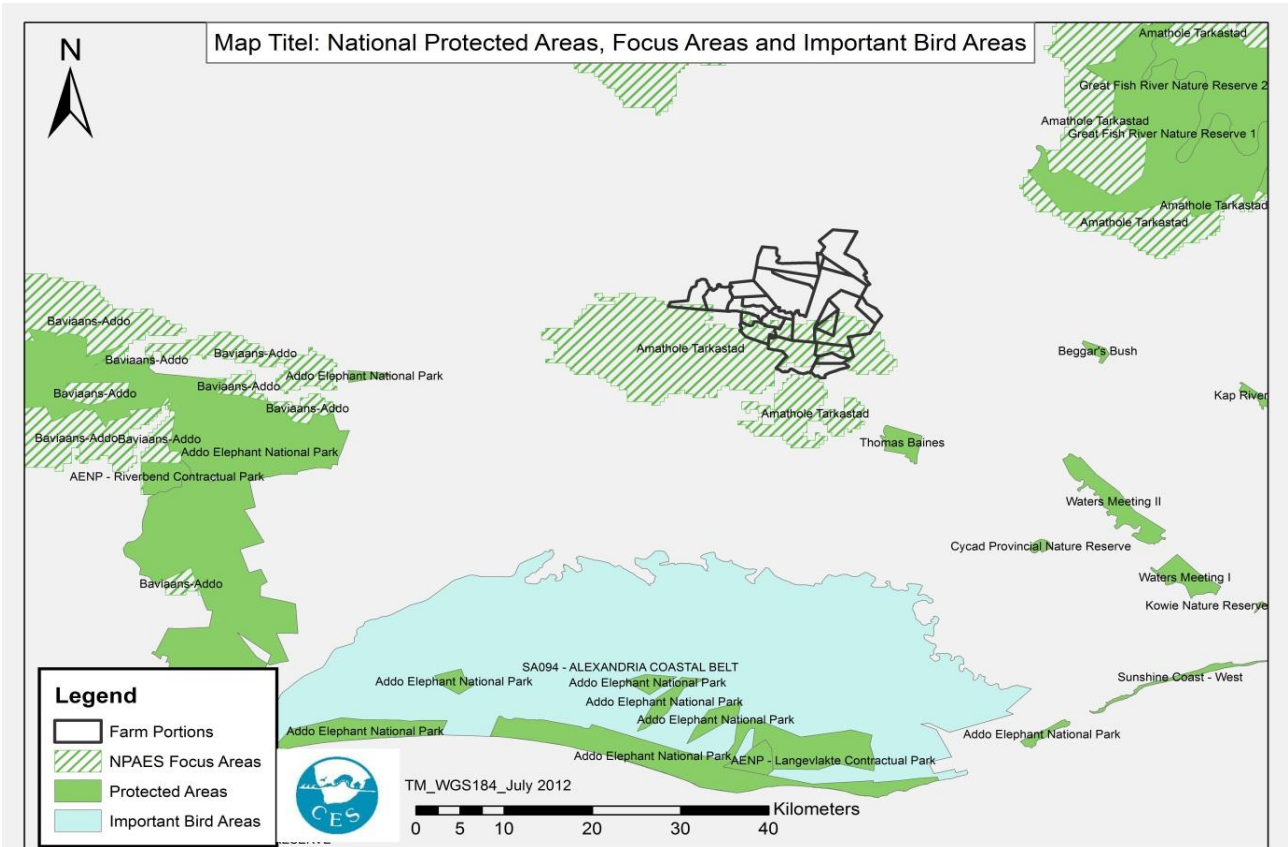 Map Titel: National Protected Areas, Focus Areas and Important Bird Areas
N
Amathole Tarkastad
Great Fish River Nature Reserve 2
Amathole Tarkastad
Great Fish River Nature Reserve 1
Amathole Tarkastad
Amathole Tarkastad
Baviaans-Addo
Baviaans-Addo
Baviaans-Addo
Amathole Tarkastad
Beggar's Bush
Addo Elephant National Park
Baviaans-Addo
Baviaans-Addo
Kap River
Baviaans-Addo
Amathole Tarkastad
Baviaans-Addo
Baviaans-Addo
Thomas Baines
Addo Elephant National Park
AENP - Riverbend Contractual Park
Waters Meeting II
Cycad Provincial Nature Reserve
Baviaans-Addo
Waters Meeting I
Kowie Nature Reserve
SA094 - ALEXANDRIA COASTAL BELT
Addo Elephant National Park
Addo Elephant National Park
Sunshine Coast - West
Addo Elephant National Park
Addo Elephant National Park
Addo Elephant National Park
Addo Elephant National Park
Addo Elephant National Park
AENP - Langevlakte Contractual Park
Legend
Farm Portions
NPAES Focus Areas
Protected Areas
Important Bird Areas
CES
TM_WGS184_July 2012
Kilometers
0 5 10 20 30 40